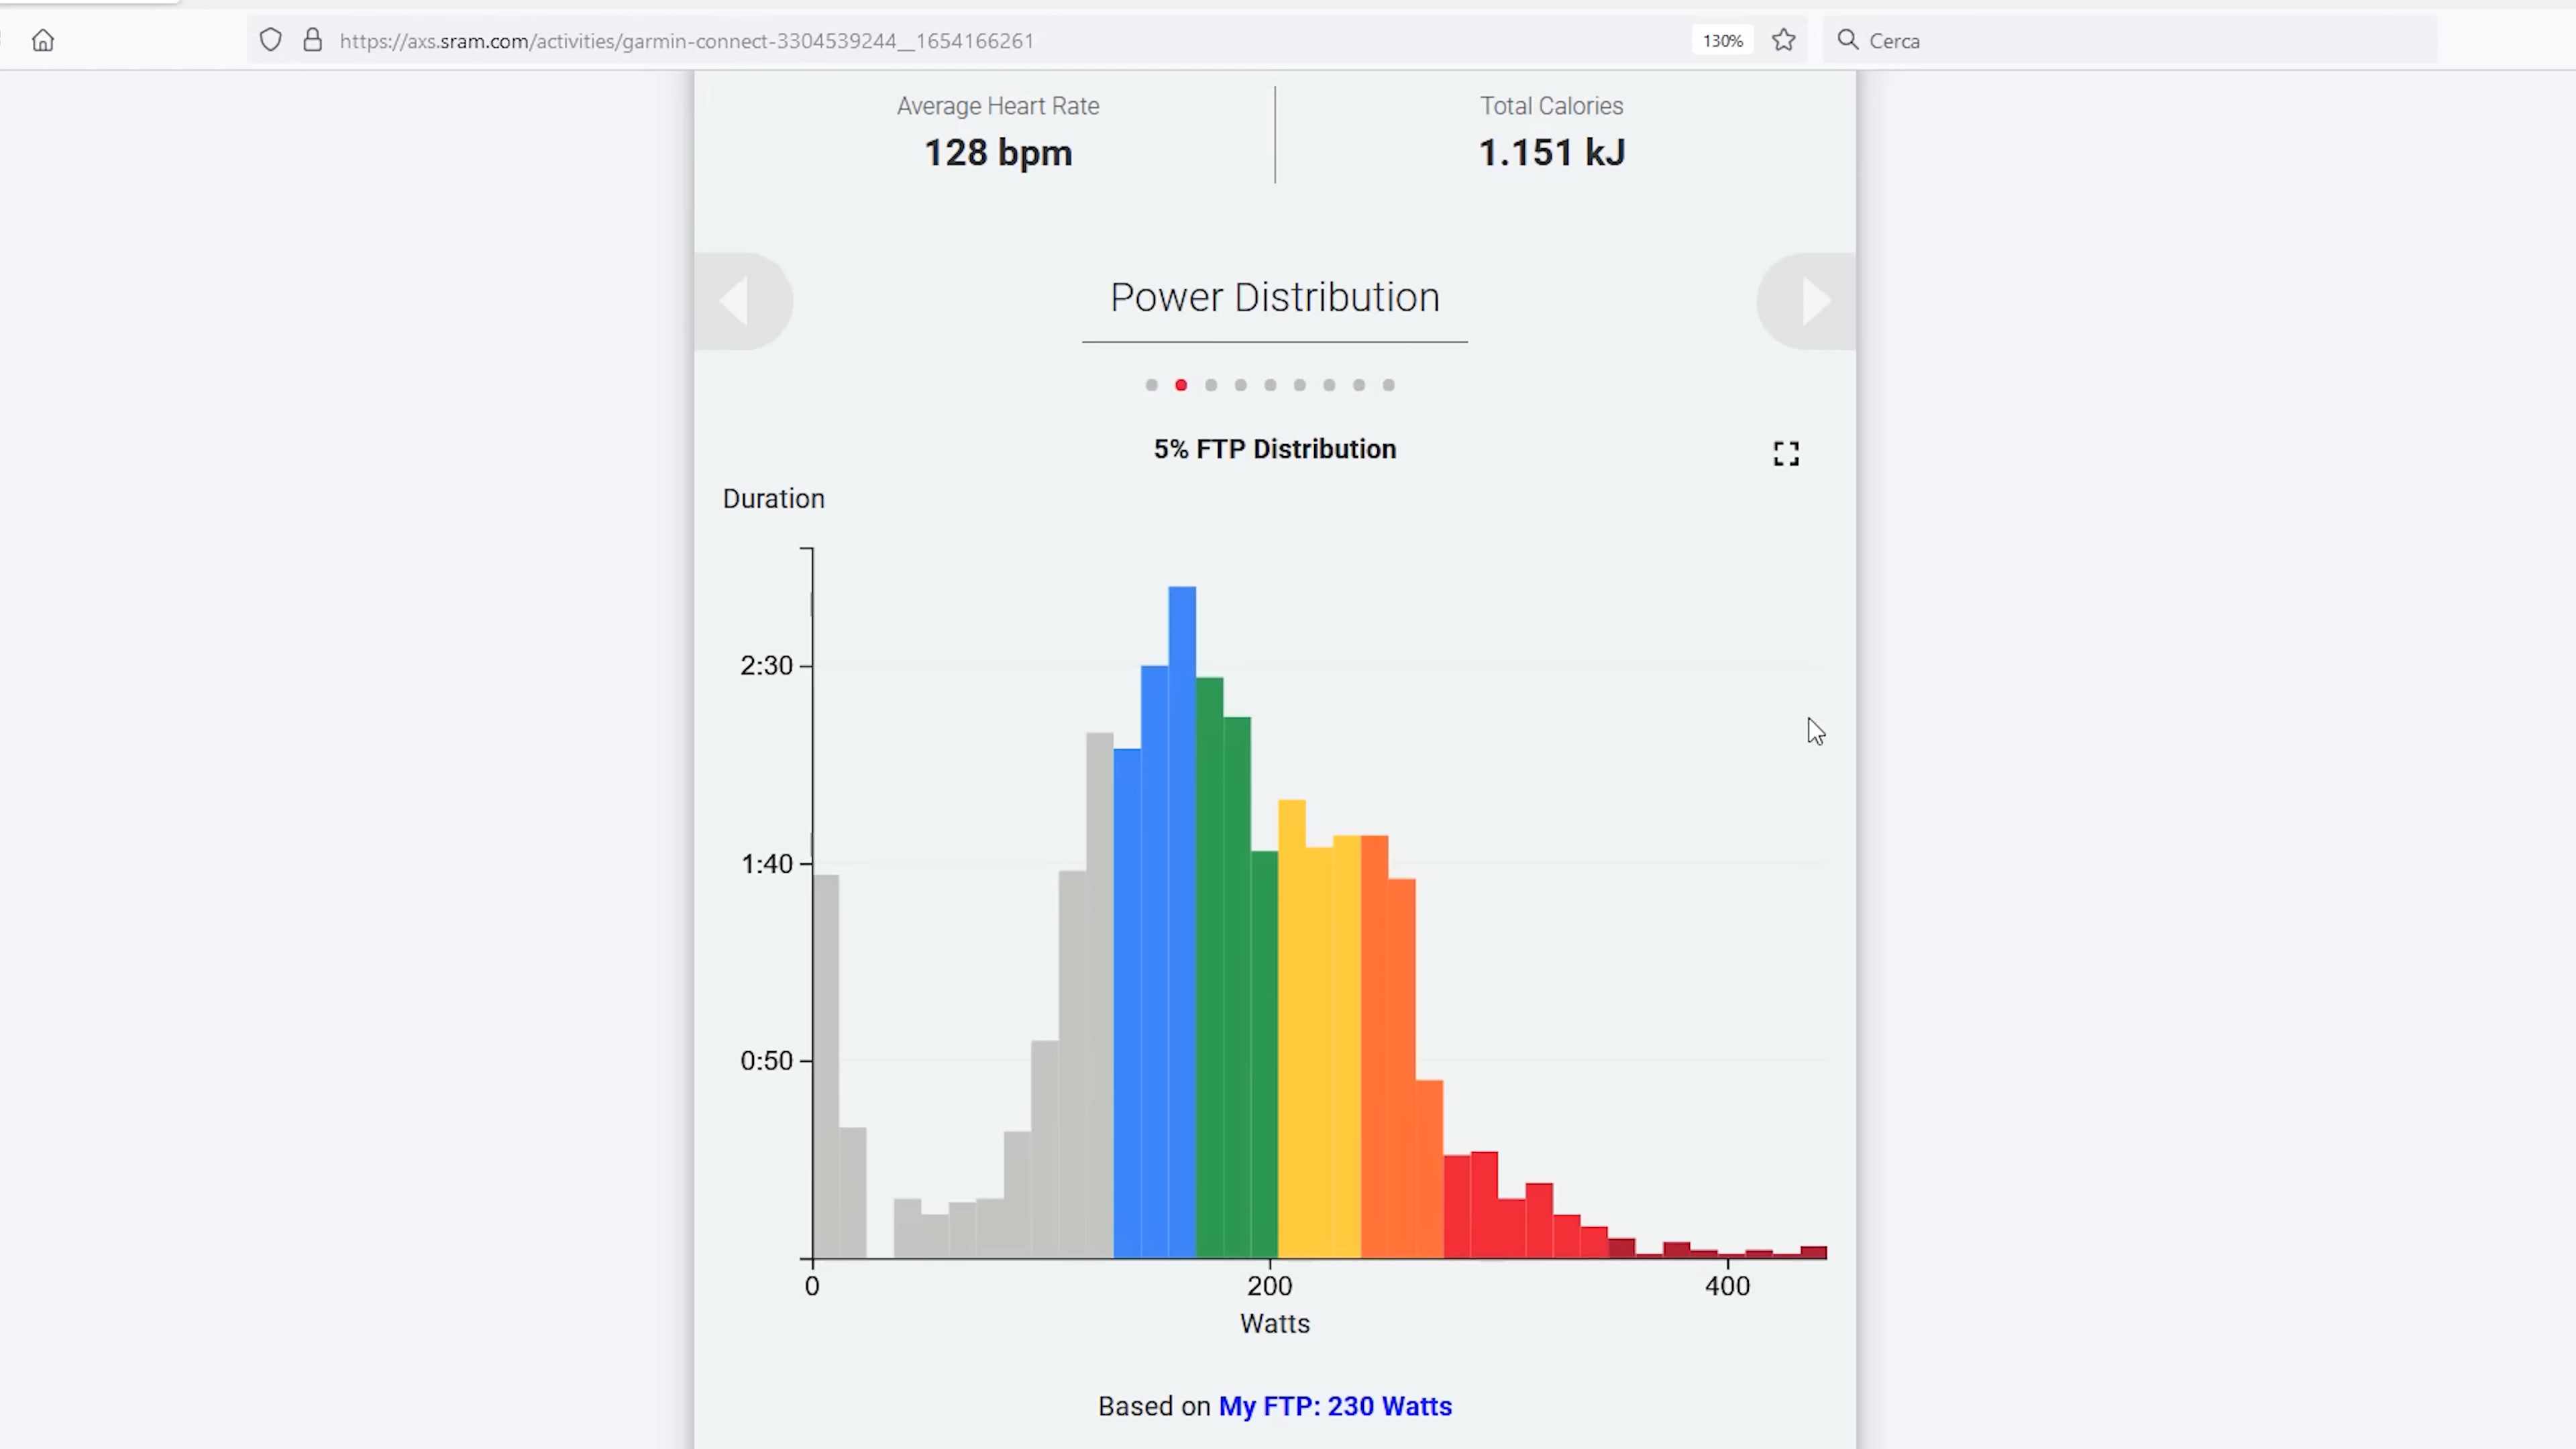 https://axs.sram.com/activities/garmin-connect-3304539244__1654166261
130%
Cerca
Average Heart Rate
128 bpm
Total Calories
1.151 kJ
Power Distribution
5% FTP Distribution
Duration
2:30
1:40
0:50
0
200
400
Watts
Based on My FTP: 230 Watts